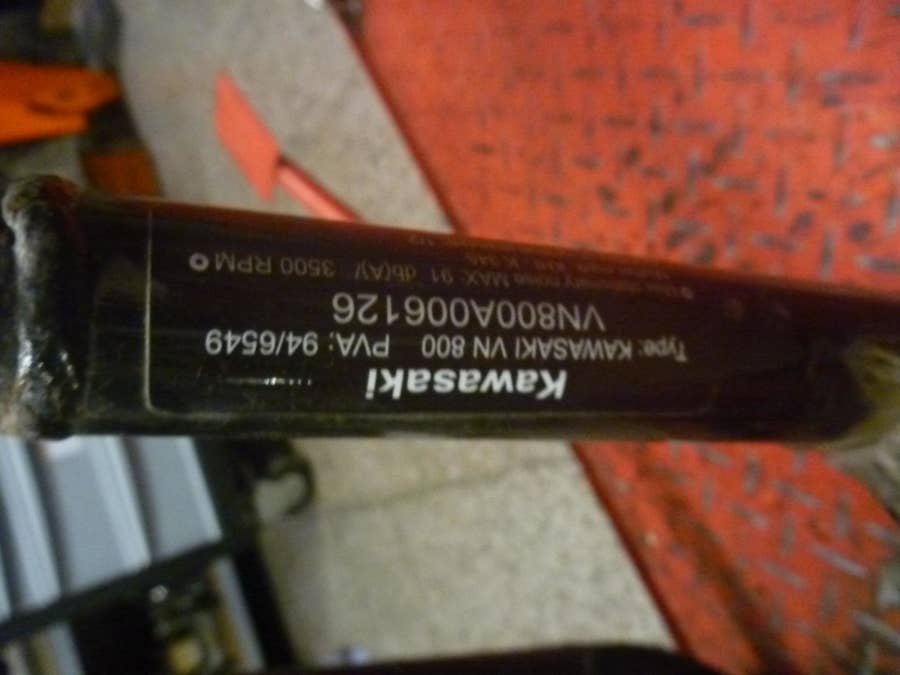 Kawasaki
Type: KAWASAKI VN 800 PVA: 94/6549
VN800A006126
MAX: 91 db(A)/ 3500 RPM